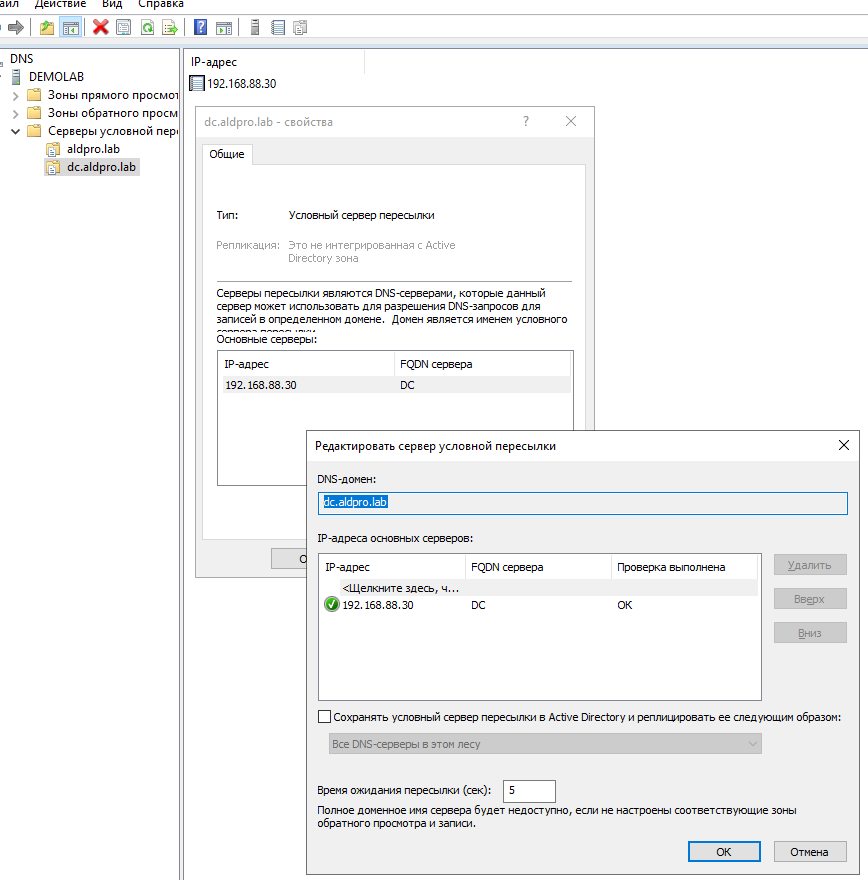 айл Действие Вид Справка
DNS
DEMOLAB
Зоны прямого просмот
Зоны обратного просм
Серверы условной пере
aldpro.lab
dc.aldpro.lab
IP-адрес
192.168.88.30
dc.aldpro.lab - свойства ?
Общие
Тип: Условный сервер пересылки
Репликация: Это не интегрированная с Active
Directory зона
Серверы пересылки являются DNS-серверами, которые данный
сервер может использовать для разрешения DNS-запросов для
записей в определенном домене. Домен является именем условного
сервера пересылки.
Основные серверы:
IP-адрес FQDN сервера
192.168.88.30 DC
О
Редактировать сервер условной пересылки
DNS-домен:
dc.aldpro.lab
IP-адреса основных серверов:
IP-адрес FQDN сервера Проверка выполнена
<Щелкните здесь, ч...
192.168.88.30 DC OK
Удалить
Вверх
Вниз
Сохранять условный сервер пересылки в Active Directory и реплицировать ее следующим образом:
Все DNS-серверы в этом лесу
Время ожидания пересылки (сек): 5
Полное доменное имя сервера будет недоступно, если не настроены соответствующие зоны
обратного просмотра и записи.
ОК Отмена